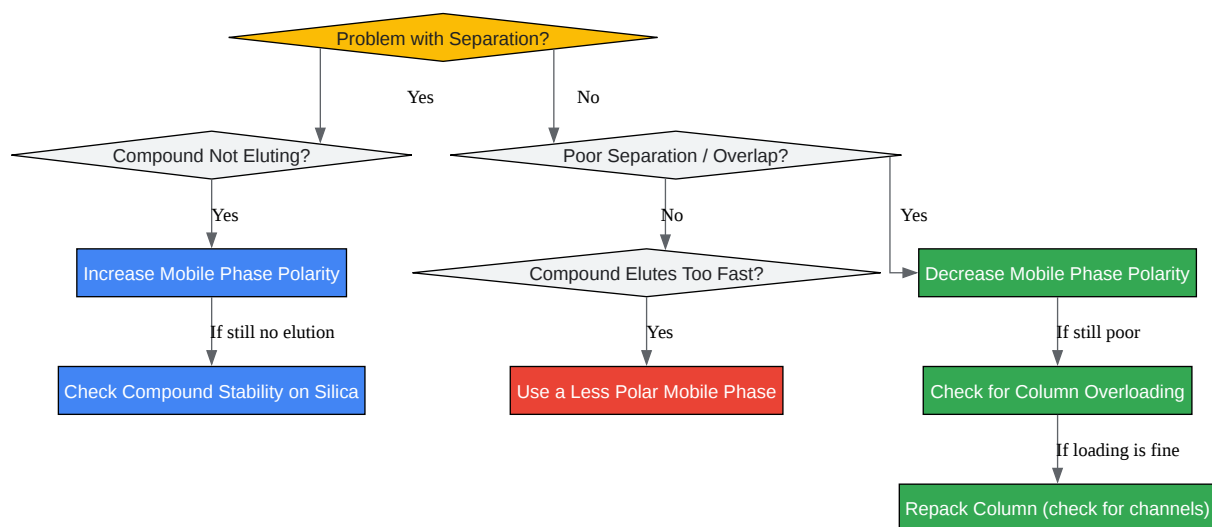 Problem with Separation?
Yes
No
Compound Not Eluting?
Poor Separation / Overlap?
Yes
No
Yes
Increase Mobile Phase Polarity
Compound Elutes Too Fast?
Decrease Mobile Phase Polarity
If still no elution
Yes
If still poor
Check Compound Stability on Silica
Use a Less Polar Mobile Phase
Check for Column Overloading
If loading is fine
Repack Column (check for channels)